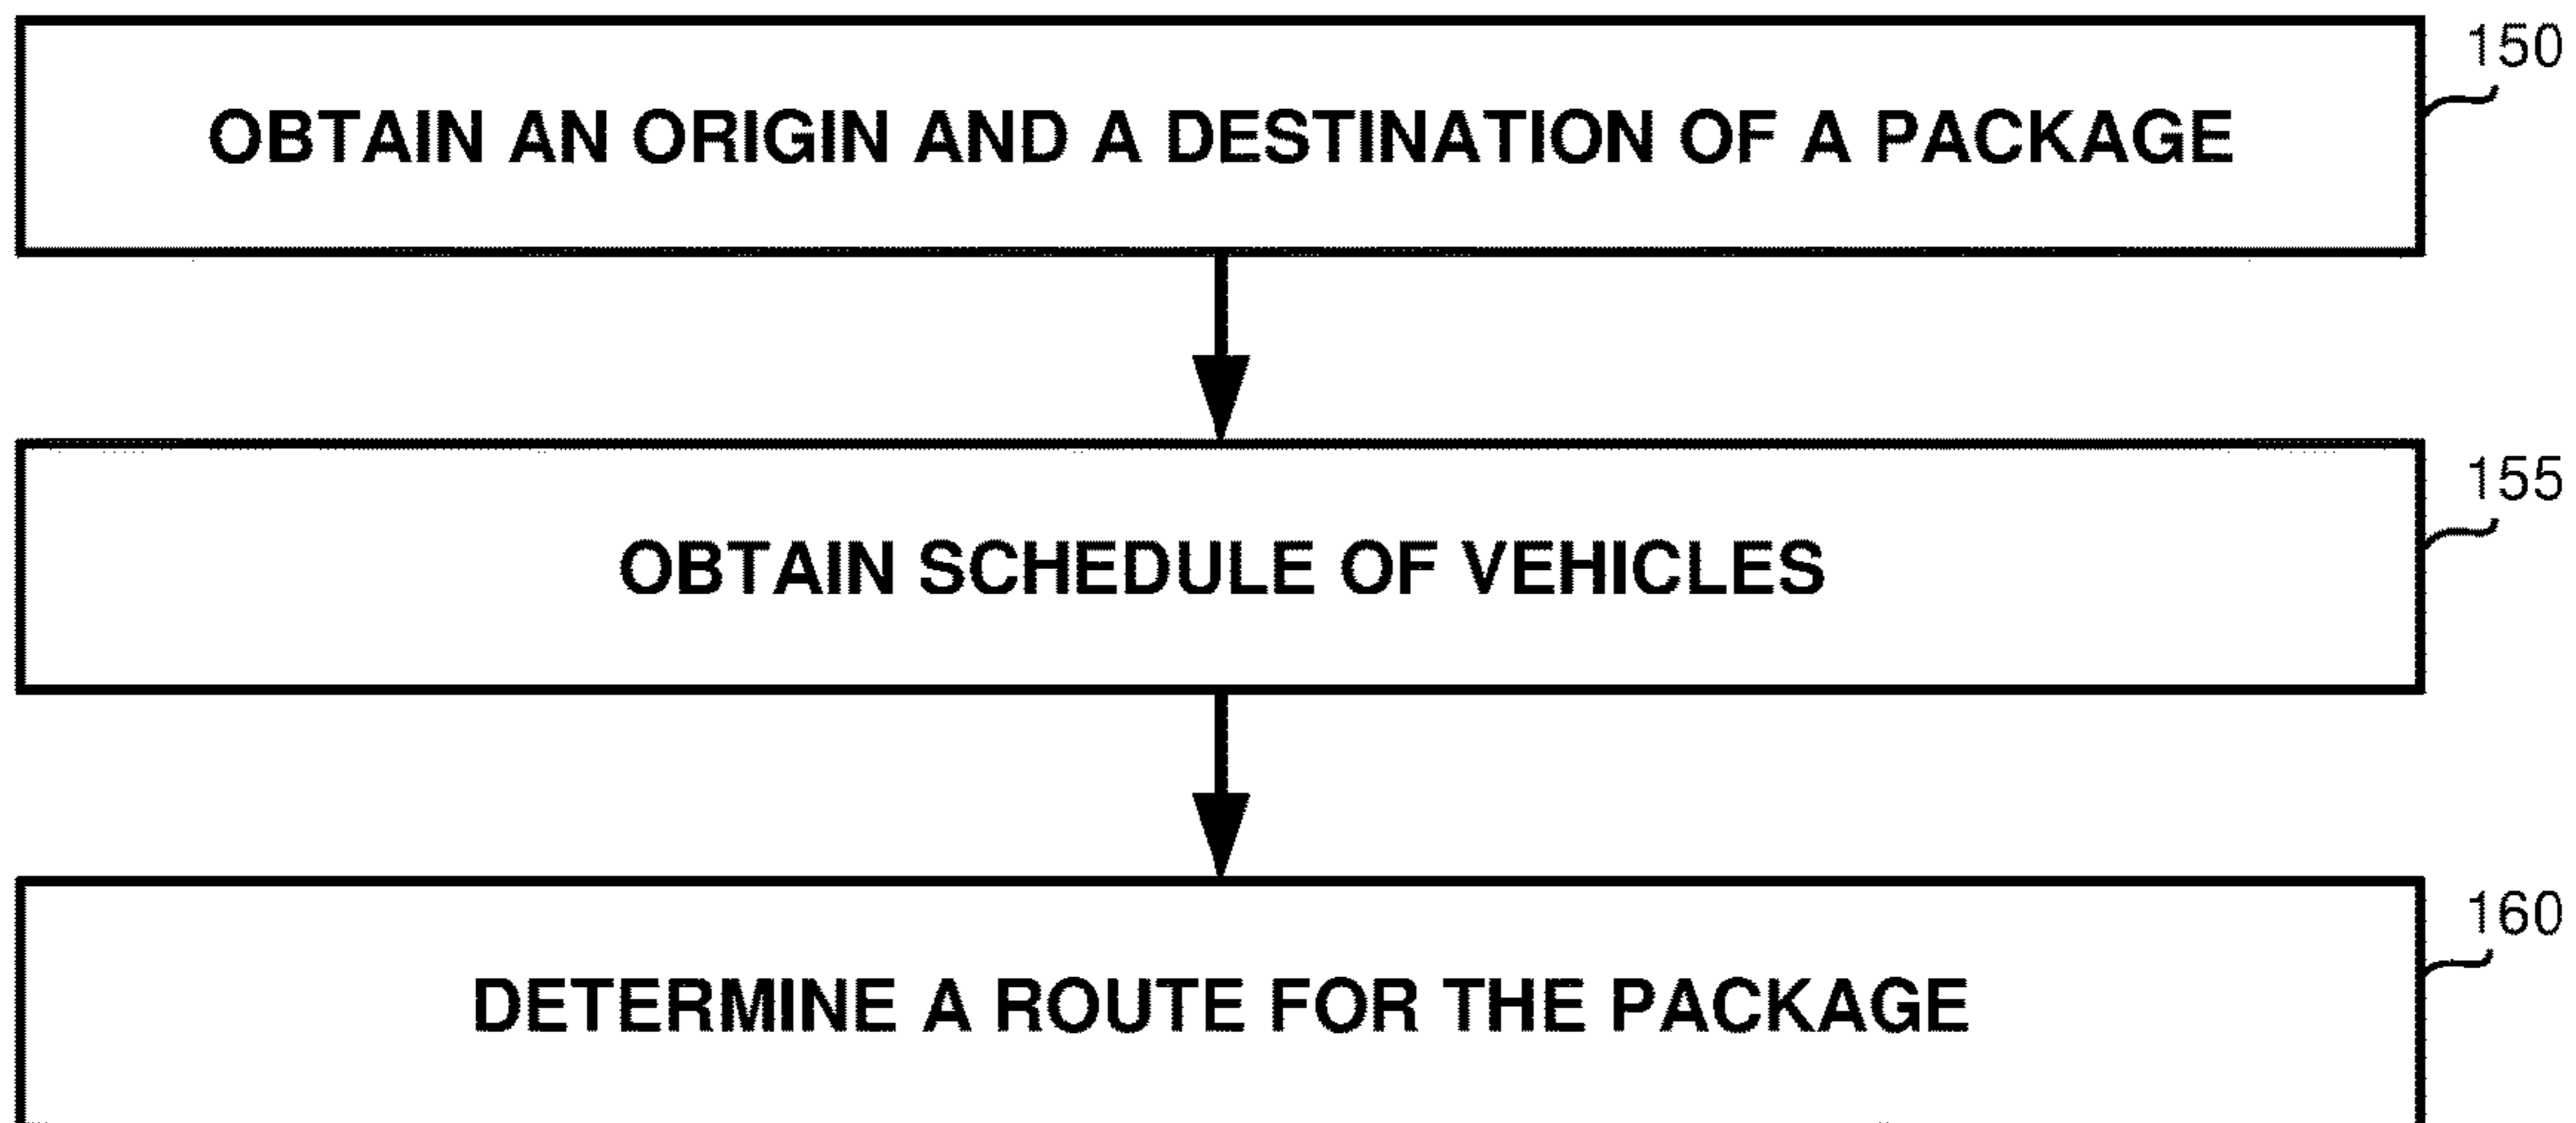 150
OBTAIN AN ORIGIN AND A DESTINATION OF A PACKAGE
155
OBTAIN SCHEDULE OF VEHICLES
160
DETERMINE A ROUTE FOR THE PACKAGE